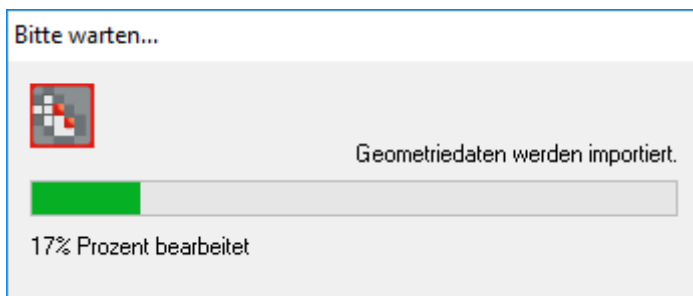 Bitte warten...
Geometriedaten werden importiert.
17% Prozent bearbeitet